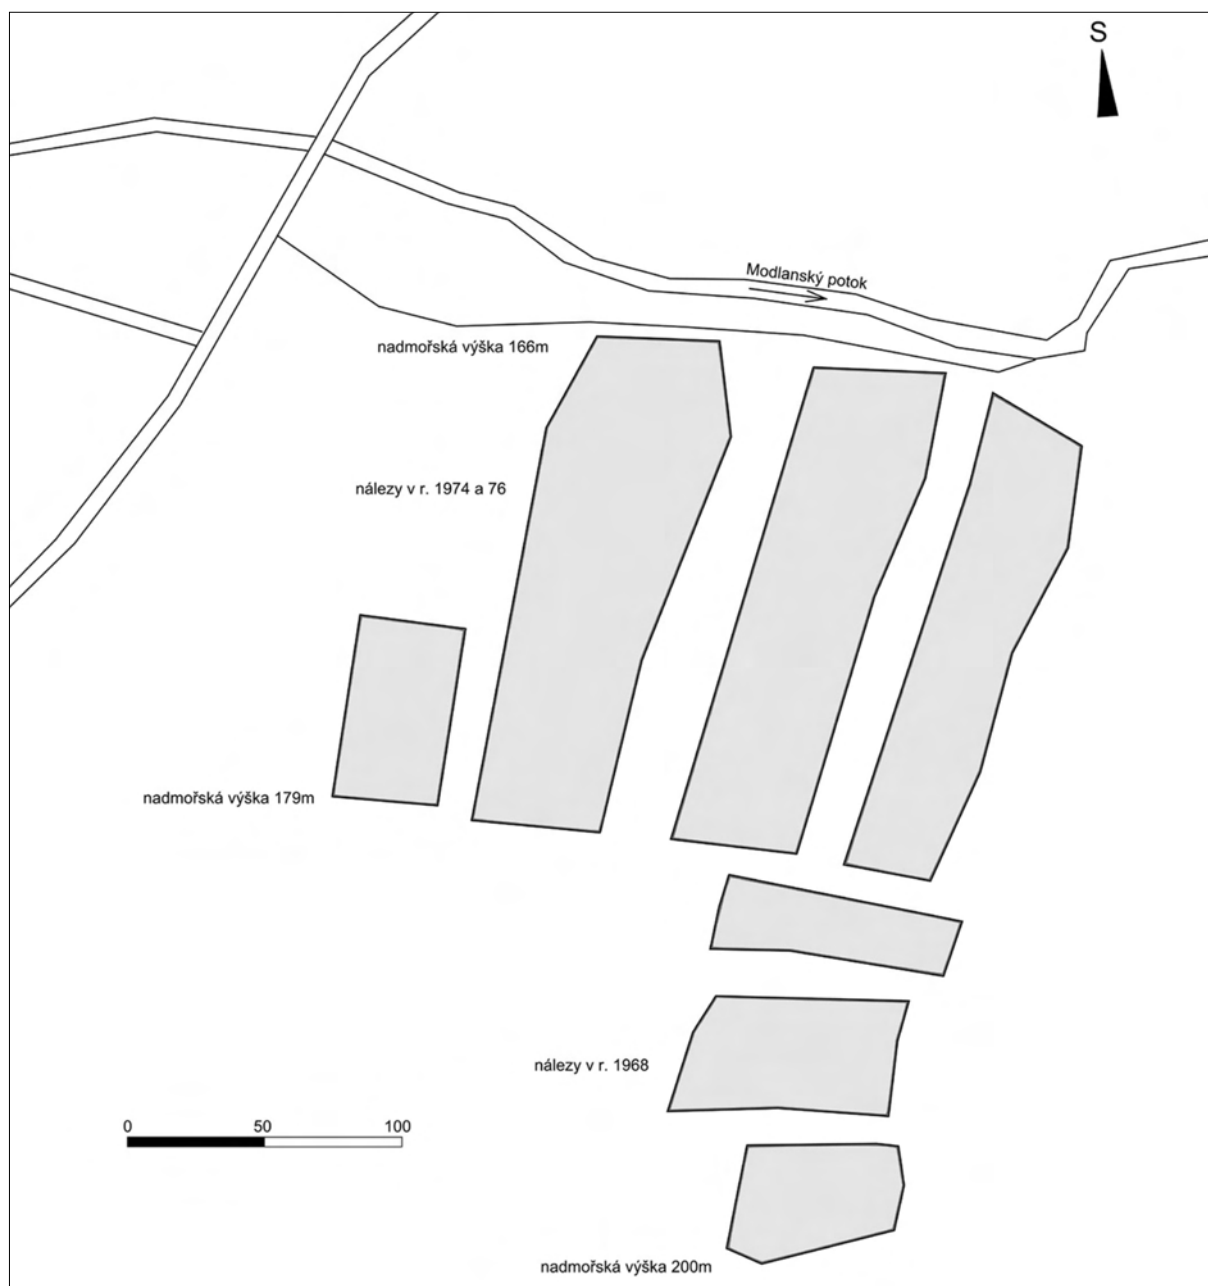 S
Modlanský potok
nadmořská výška 166m
nálezy v r. 1974 a 76
nadmořská výška 179m
nálezy v r. 1968
0 50 100
nadmořská výška 200m